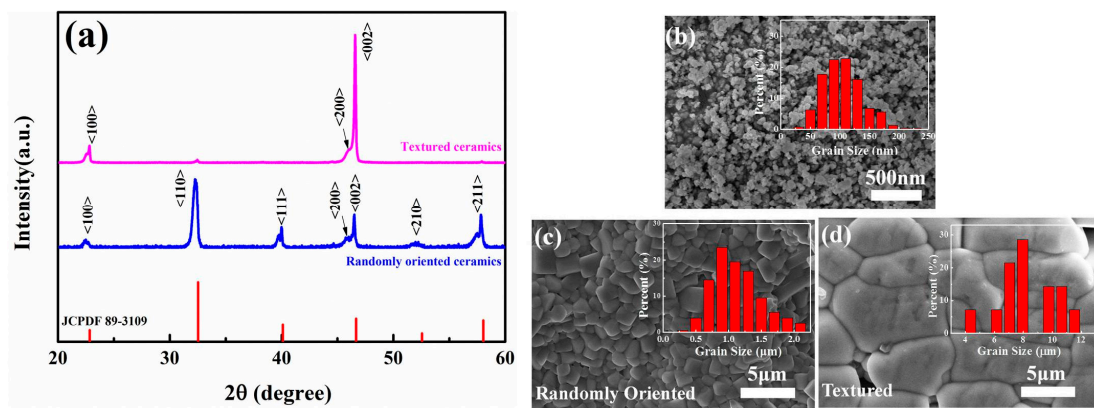 (a)
Intensity(a.u.)
<100>
<200>
<002>
Textured ceramics
<100>
<110>
<111>
<200>
<002>
<210>
<211>
Randomly oriented ceramics
JCPDF 89-3109
20 30 40 50 60
2θ (degree)
(b)
Percent (%)
30
20
10
0
0 50 100 150 200 250
Grain Size (nm)
500nm
(c)
Percent (%)
30
20
10
0
0.0 0.5 1.0 1.5 2.0
Grain Size (μm)
Randomly Oriented
5μm
(d)
Percent (%)
30
20
10
0
4 6 8 10 12
Grain Size (μm)
Textured
5μm